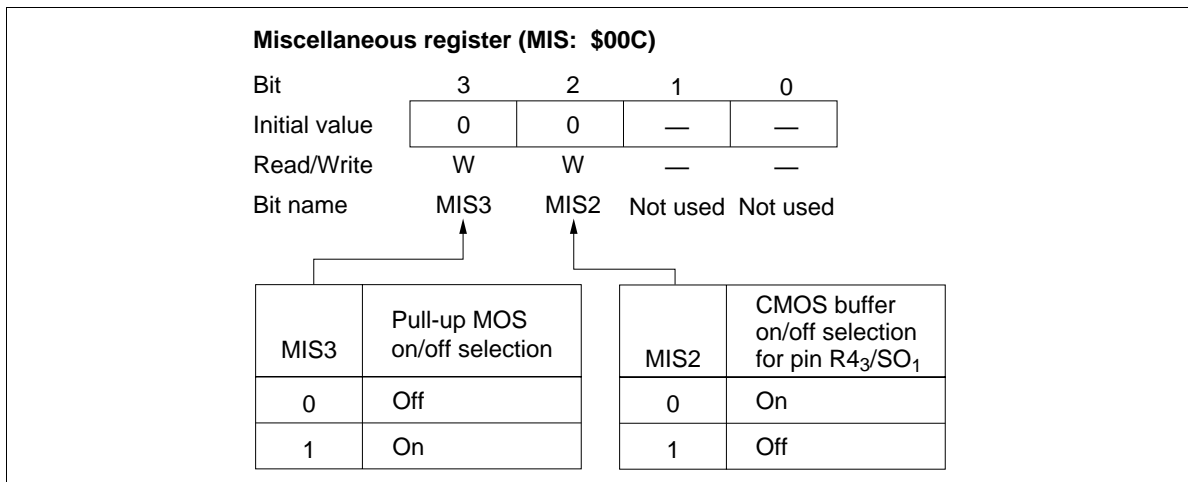 Miscellaneous register (MIS: $00C)
Bit 3 2 1 0
Initial value 0 0 — —
Read/Write W W — —
Bit name MIS3 MIS2 Not used Not used
MIS3 Pull-up MOS
on/off selection
0 Off
1 On
MIS2 CMOS buffer
on/off selection
for pin R4₃/SO₁
0 On
1 Off